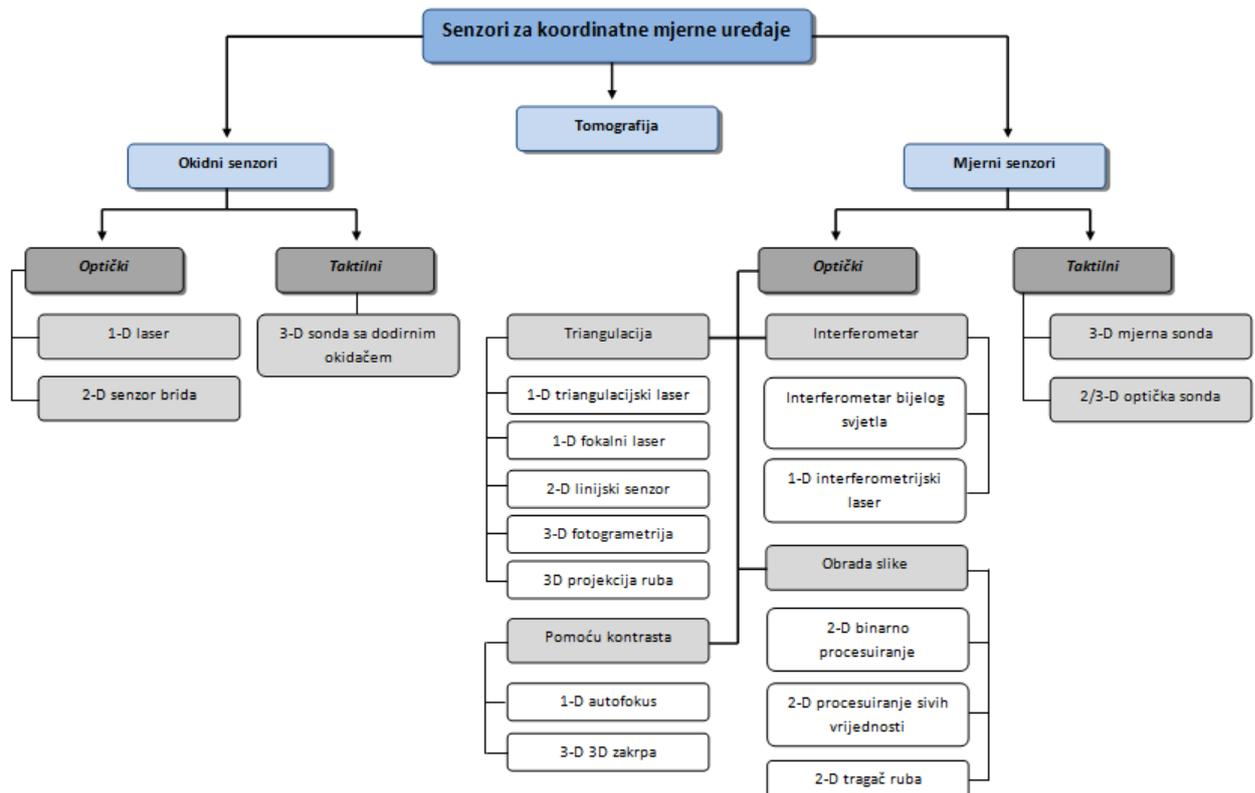 Senzori za koordinatne mjerne uređaje
Tomografija
Okidni senzori
Mjerni senzori
Optički
Taktilni
Optički
Taktilni
1-D laser
2-D senzor brida
3-D sonda sa dodirnim
okidačem
Triangulacija
1-D triangulacijski laser
1-D fokalni laser
2-D linijski senzor
3-D fotogrametrija
3D projekcija ruba
Pomoću kontrasta
1-D autofokus
3-D 3D zakrpa
Interferometar
Interferometar bijelog
svjetla
1-D interferometrijski
laser
Obrada slike
2-D binarno
procesuiranje
2-D procesuiranje sivih
vrijednosti
2-D tragač ruba
3-D mjerna sonda
2/3-D optička sonda